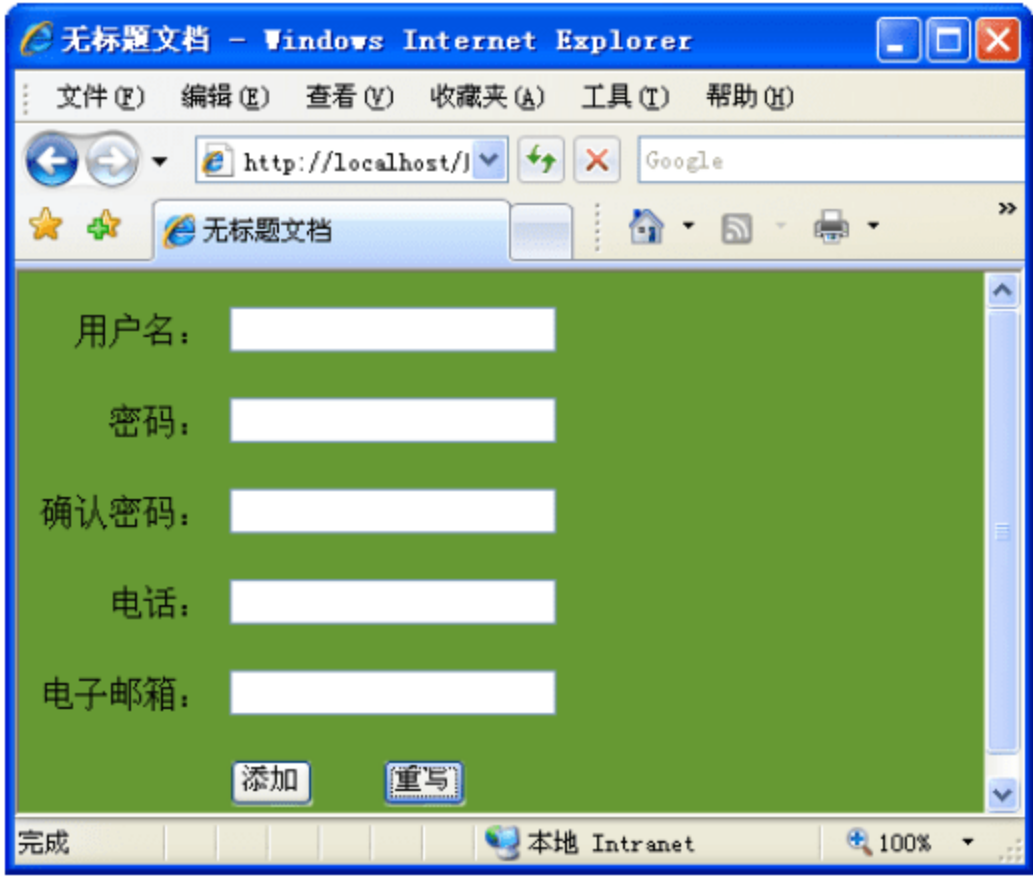 无标题文档 - Windows Internet Explorer
文件(F) 编辑(E) 查看(V) 收藏夹(A) 工具(T) 帮助(H)
http://localhost/J Google
无标题文档 »
用户名：
密码：
确认密码：
电话：
电子邮箱：
添加 重写
完成 本地 Intranet 100%